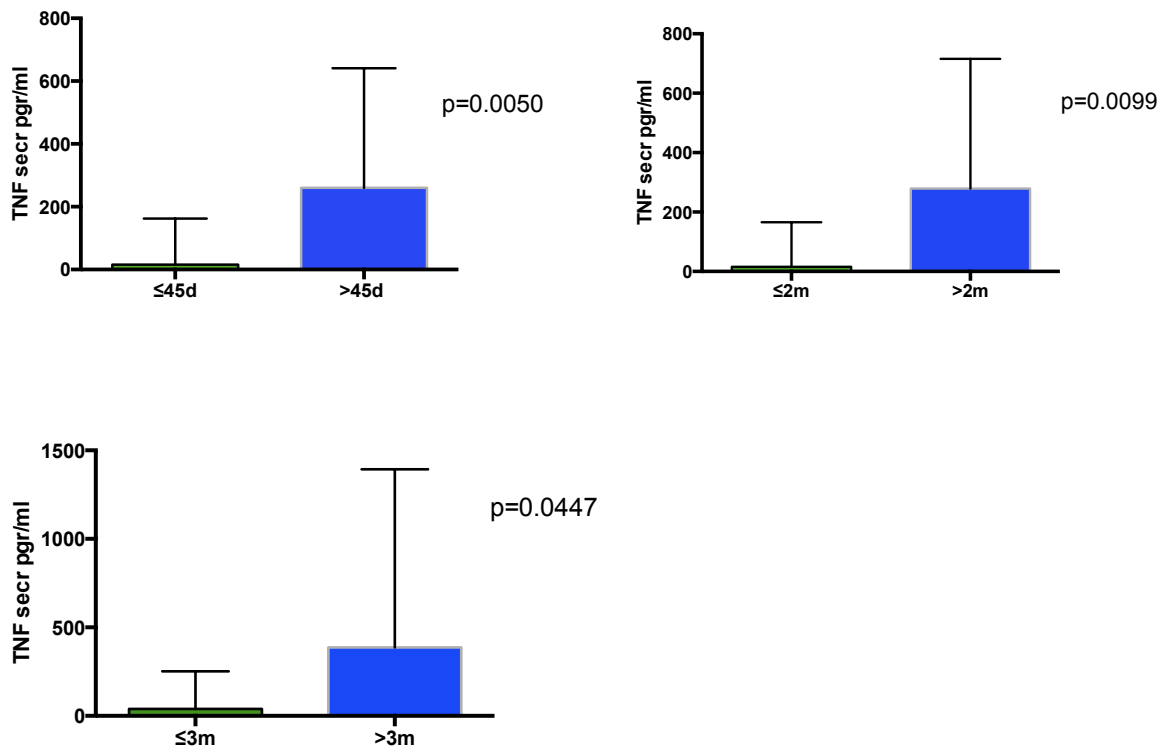 800
600
400
200
0
TNF secr pgr/ml
≤45d
>45d
p=0.0050
800
600
400
200
0
TNF secr pgr/ml
≤2m
>2m
p=0.0099
1500
1000
500
0
TNF secr pgr/ml
≤3m
>3m
p=0.0447